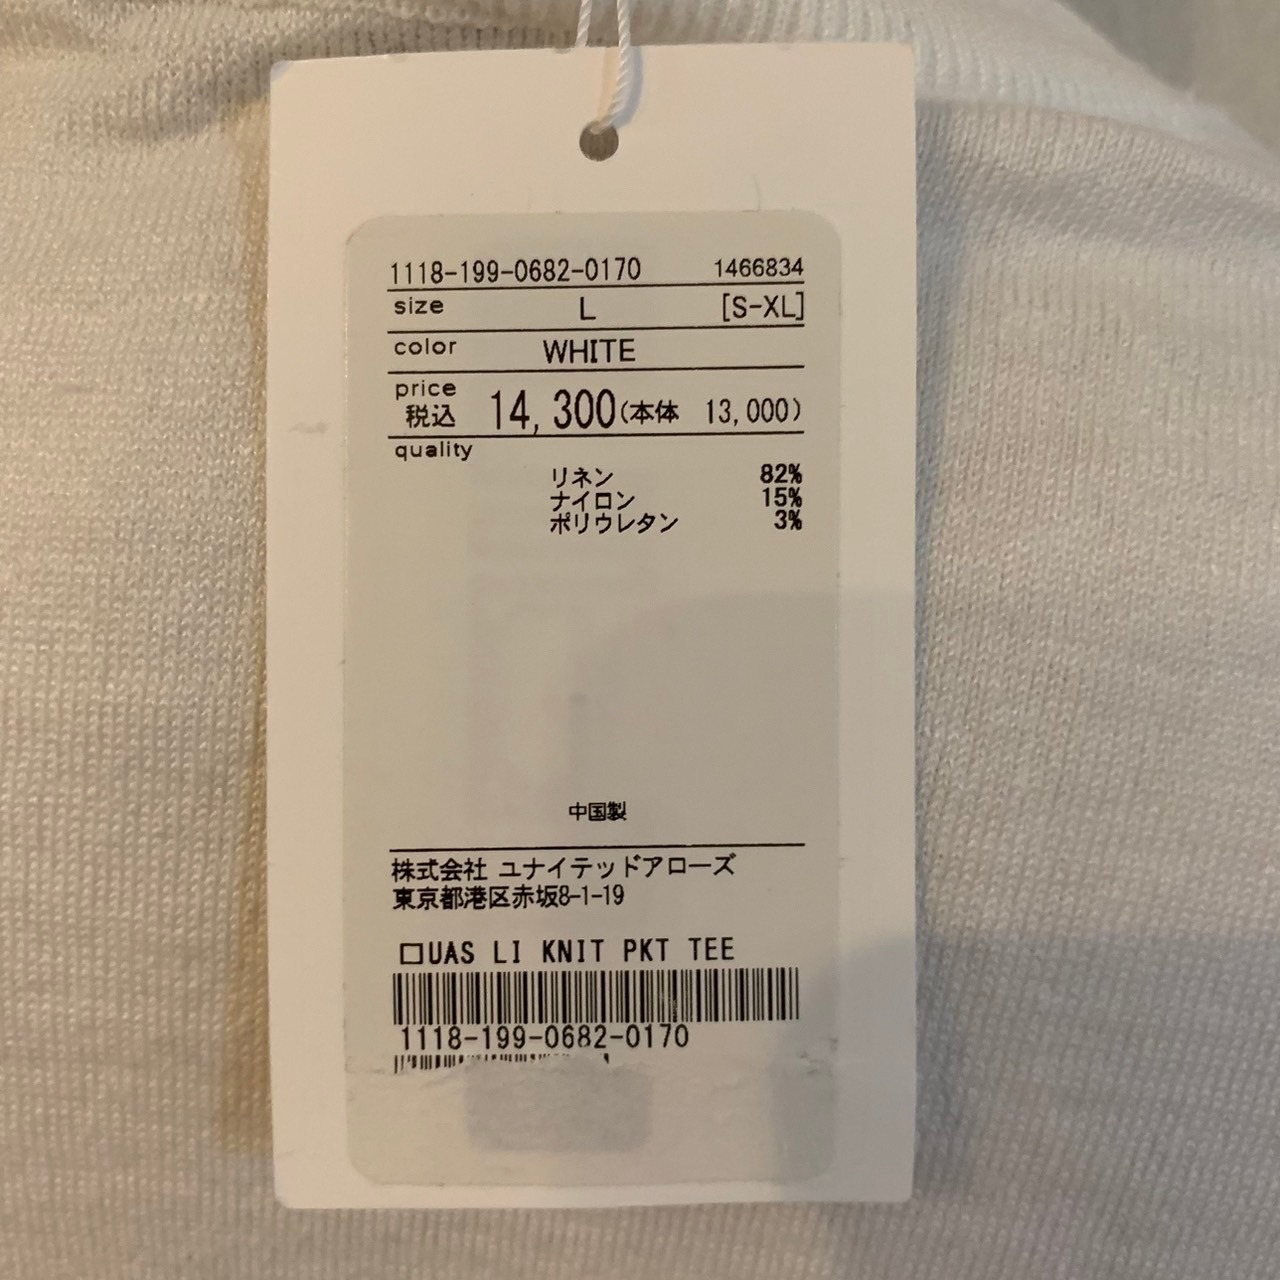 1118-199-0682-0170 1466834
size L [S-XL]
color WHITE
price
税込 14,300(本体 13,000)
quality
リネン 82%
ナイロン 15%
ポリウレタン 3%
中国製
株式会社 ユナイテッドアローズ
東京都港区赤坂8-1-19
□UAS LI KNIT PKT TEE
1118-199-0682-0170